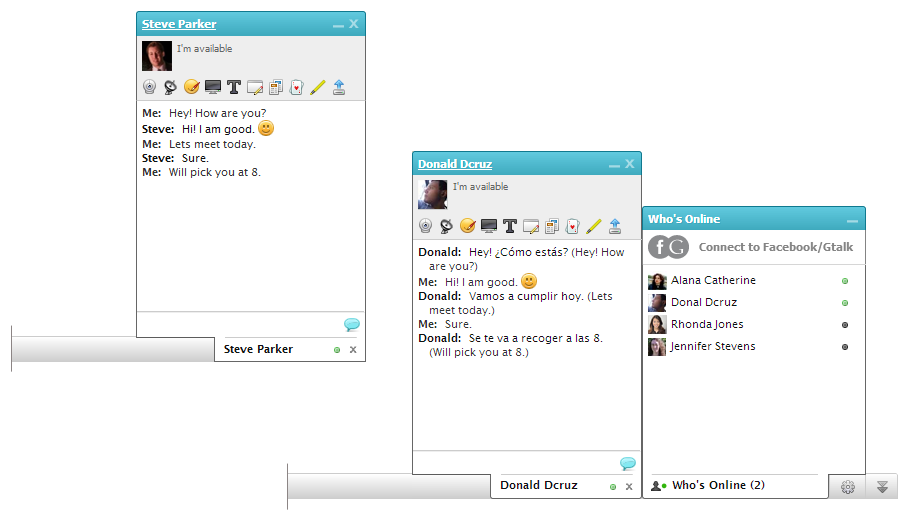 Steve Parker
I'm available
Me: Hey! How are you?
Steve: Hi! I am good.
Me: Lets meet today.
Steve: Sure.
Me: Will pick you at 8.
Steve Parker
Donald Dcruz
I'm available
Donald: Hey! ¿Cómo estás? (Hey! How
are you?)
Me: Hi! I am good.
Donald: Vamos a cumplir hoy. (Lets
meet today.)
Me: Sure.
Donald: Se te va a recoger a las 8.
(Will pick you at 8.)
Donald Dcruz
Who's Online
f G Connect to Facebook/Gtalk
Alana Catherine
Donal Dcruz
Rhonda Jones
Jennifer Stevens
Who's Online (2)